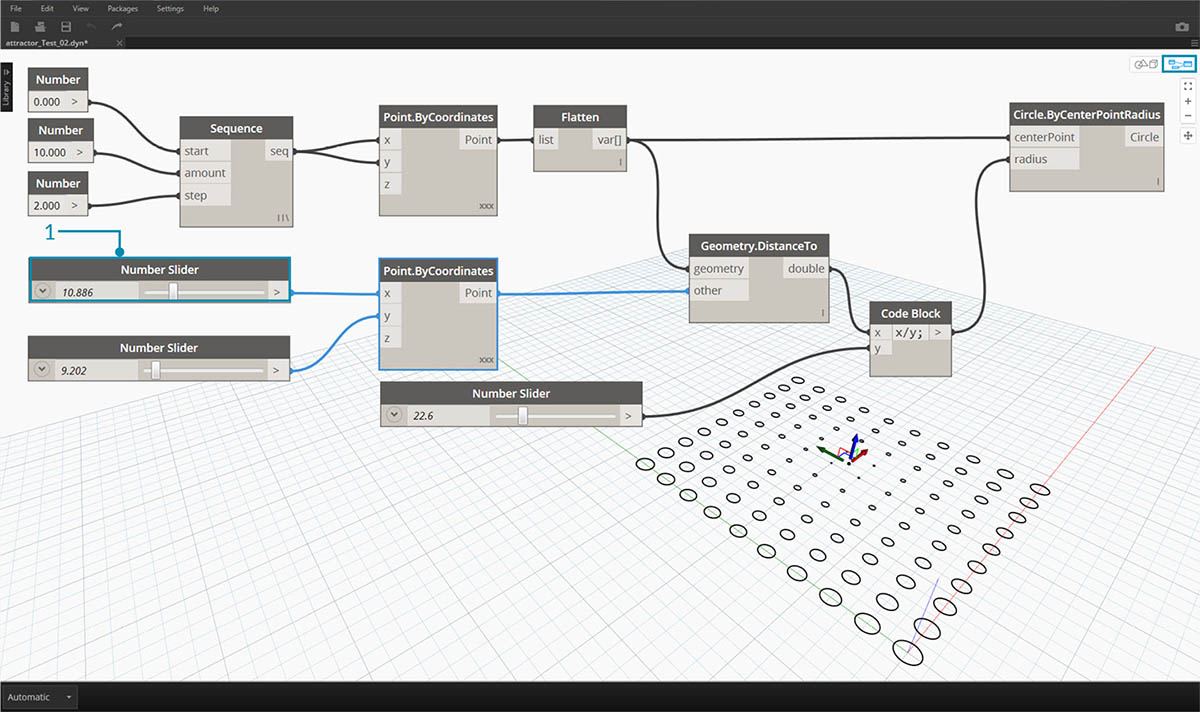 File Edit View Packages Settings Help
attractor_Test_02.dyn*
Library
Number
0.000 >
Number
10.000 >
Number
2.000 >
Sequence
start seq
amount
step
Point.ByCoordinates
x Point
y
z
xxx
Flatten
list var[]
Circle.ByCenterPointRadius
centerPoint Circle
radius
1
Number Slider
10.886 >
Number Slider
9.202 >
Point.ByCoordinates
x Point
y
z
xxx
Geometry.DistanceTo
geometry double
other
Code Block
x x/y; >
y
Number Slider
22.6 >
Automatic